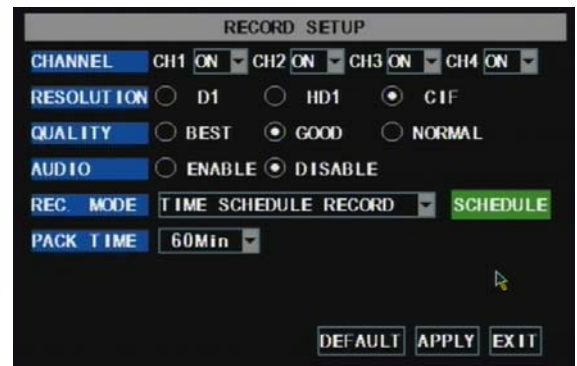 RECORD SETUP
CHANNEL CH1 ON CH2 ON CH3 ON CH4 ON
RESOLUTION D1 HD1 CIF
QUALITY BEST GOOD NORMAL
AUDIO ENABLE DISABLE
REC. MODE TIME SCHEDULE RECORD SCHEDULE
PACK TIME 60Min
DEFAULT APPLY EXIT